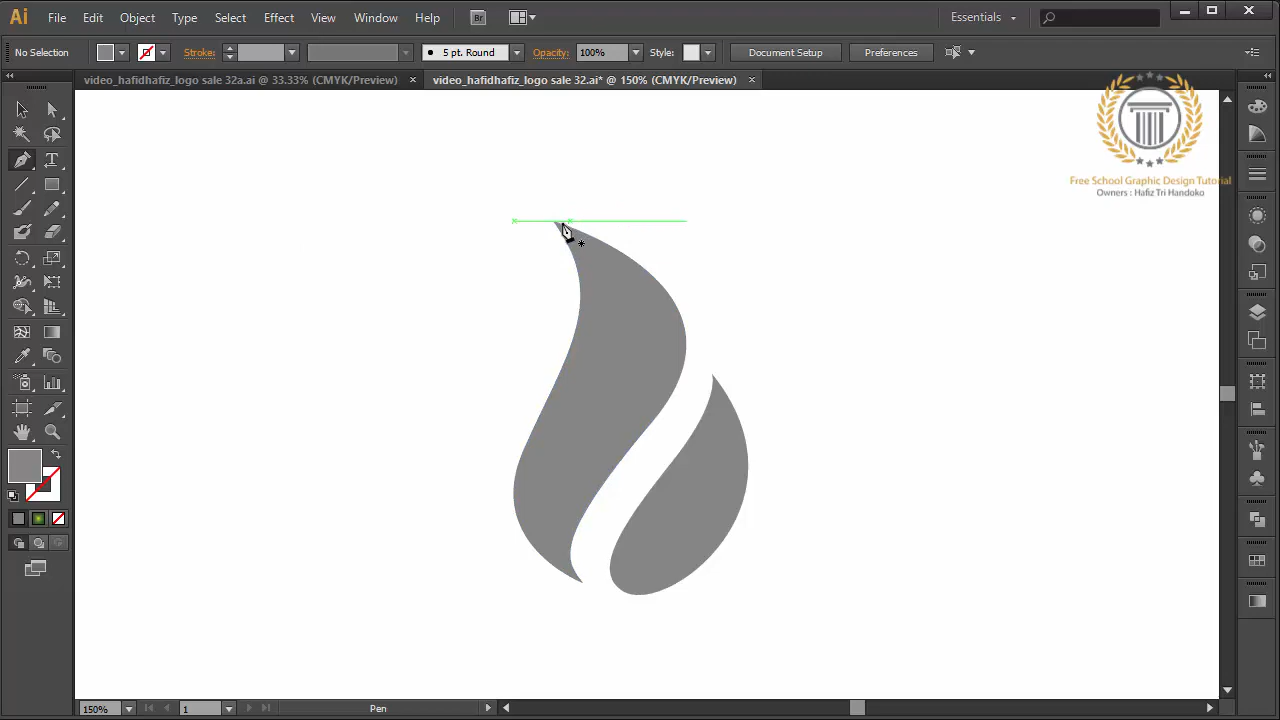 Ai File Edit Object Type Select Effect View Window Help Br Essentials
No Selection Stroke: 5 pt. Round Opacity: 100% Style: Document Setup Preferences
video_hafidhafiz_logo sale 32a.ai @ 33.33% (CMYK/Preview) × video_hafidhafiz_logo sale 32.ai* @ 150% (CMYK/Preview) ×
Free School Graphic Design Tutorial
Owners : Hafiz Tri Handoko
T
150% 1 Pen